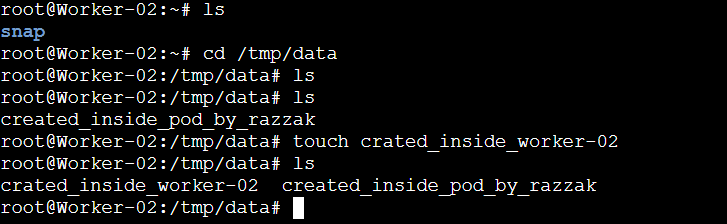 root@Worker-02:~# ls
snap
root@Worker-02:~# cd /tmp/data
root@Worker-02:/tmp/data# ls
root@Worker-02:/tmp/data# ls
created_inside_pod_by_razzak
root@Worker-02:/tmp/data# touch crated_inside_worker-02
root@Worker-02:/tmp/data# ls
crated_inside_worker-02  created_inside_pod_by_razzak
root@Worker-02:/tmp/data#